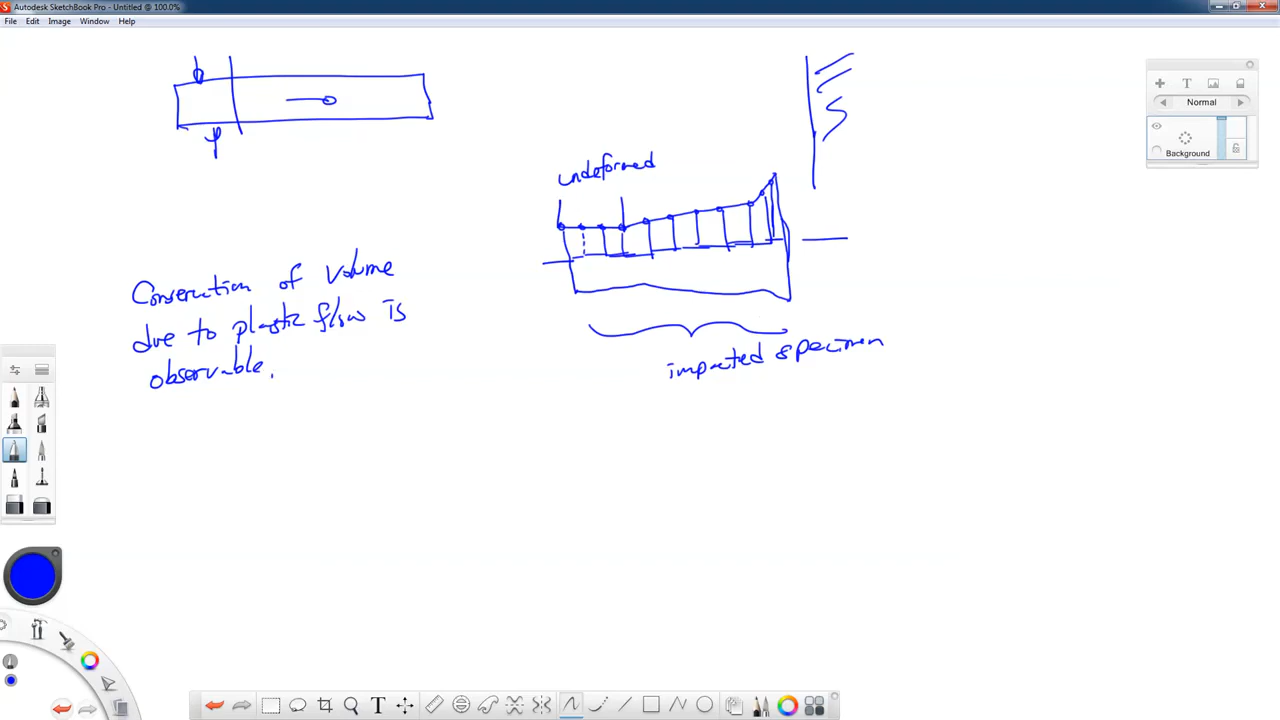 Autodesk SketchBook Pro - Untitled @ 100.0%
File Edit Image Window Help
Normal
Background
undeformed
Conservation of volume
due to plastic flow is
observable.
impacted specimen